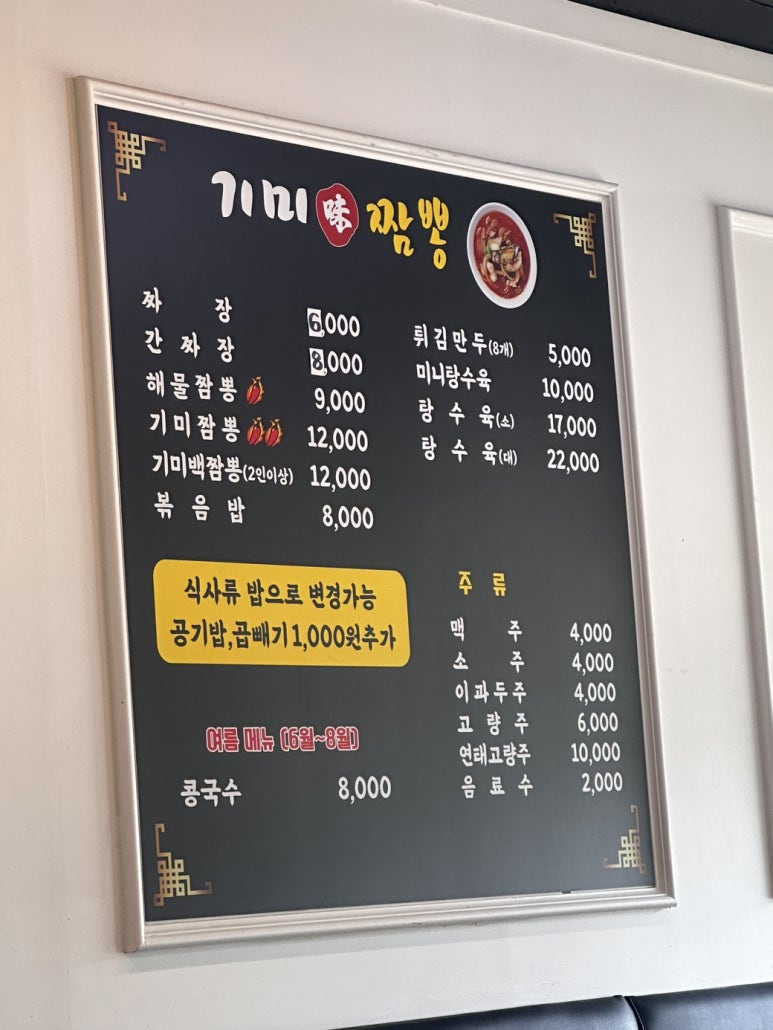 기미 味 짬뽕
짜장 6,000
간짜장 8,000
해물짬뽕 9,000
기미짬뽕 12,000
기미백짬뽕(2인이상) 12,000
볶음밥 8,000
튀김만두(8개) 5,000
미니탕수육 10,000
탕수육(소) 17,000
탕수육(대) 22,000
식사류 밥으로 변경가능
공기밥,곱빼기 1,000원추가
여름 메뉴 (6월~8월)
콩국수 8,000
주류
맥주 4,000
소주 4,000
이과두주 4,000
고량주 6,000
연태고량주 10,000
음료수 2,000